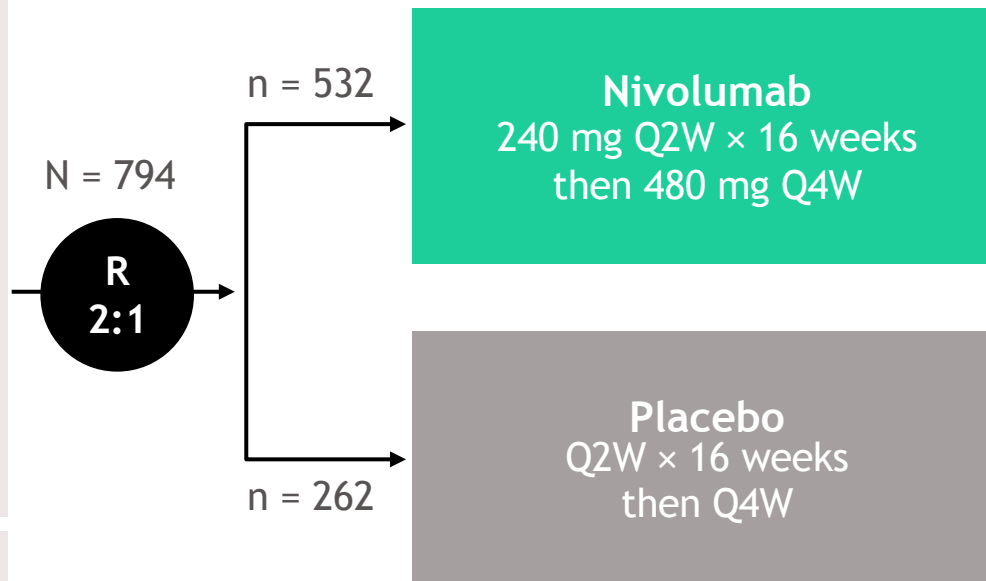 N = 794
R
2:1
n = 532
Nivolumab
240 mg Q2W × 16 weeks
then 480 mg Q4W
n = 262
Placebo
Q2W × 16 weeks
then Q4W